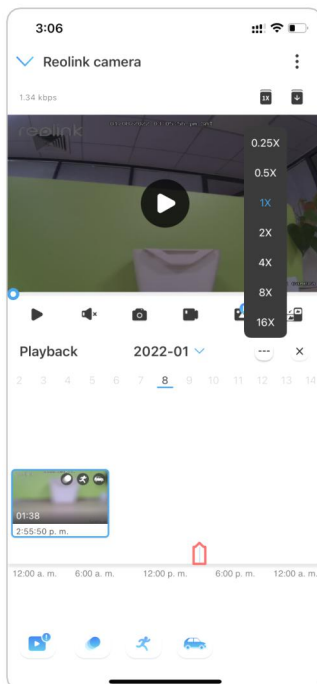 3:06
Reolink camera
1.34 kbps
1X
reolink
0.25X
0.5X
1X
2X
4X
8X
16X
Playback 2022-01
2 3 4 5 6 7 8 9 10 11 12 13 14
01:38
2:55:50 p. m.
12:00 a. m. 6:00 a. m. 12:00 p. m. 6:00 p. m. 12:00 a. m.